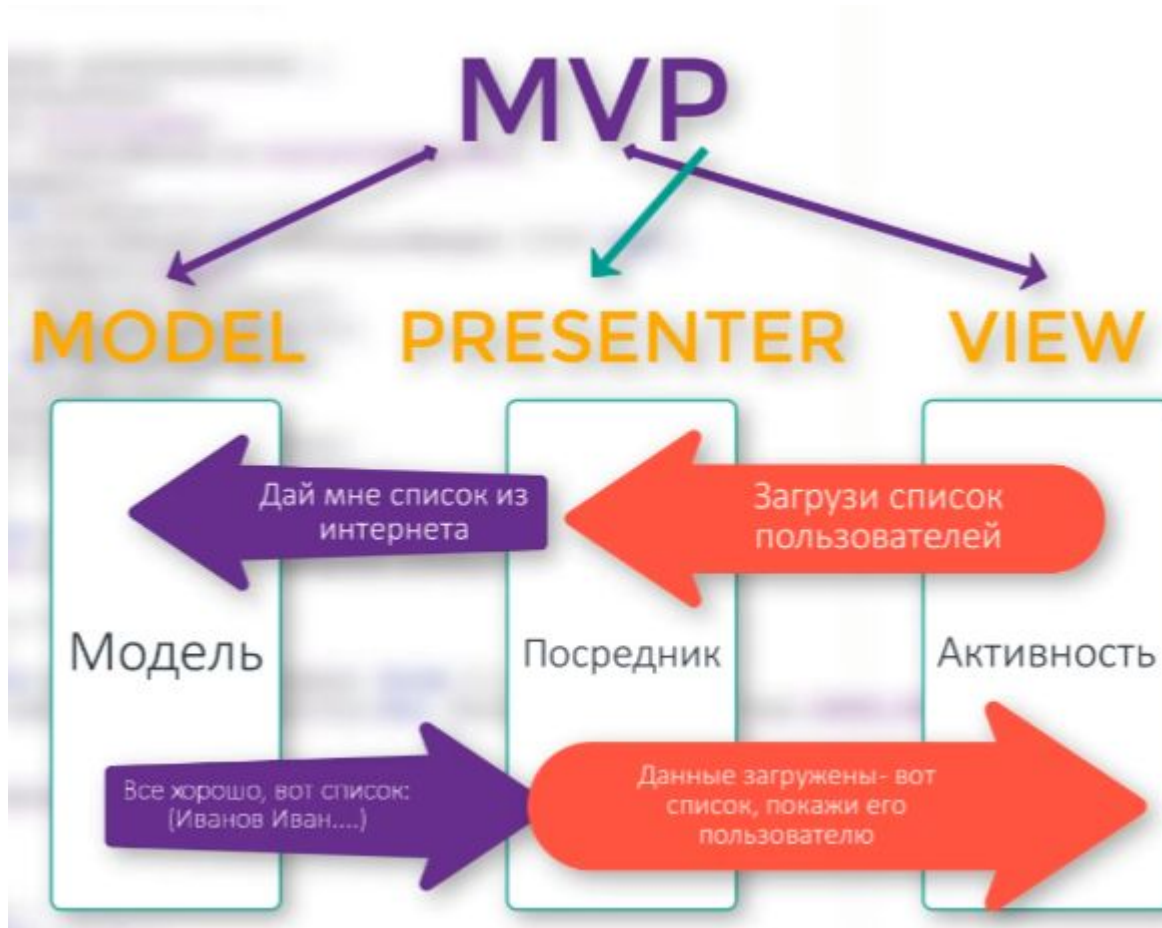 MVP
MODEL
PRESENTER
VIEW
Дай мне список из
интернета
Загрузи список
пользователей
Модель
Посредник
Активность
Все хорошо, вот список:
(Иванов Иван....)
Данные загружены- вот
список, покажи его
пользователю